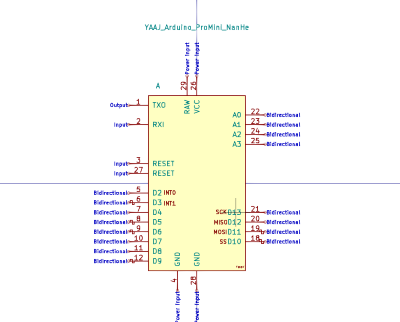 YAAJ_Arduino_ProMini_NanHe
Power Input
Power Input
29
26
A
RAW
VCC
Output 1 TXO
Input 2 RXI
Input 3 RESET
Input 27 RESET
Bidirectional 5 D2 INT0
Bidirectional 6 D3 INT1
Bidirectional 7 D4
Bidirectional 8 D5
Bidirectional 9 D6
Bidirectional 10 D7
Bidirectional 11 D8
Bidirectional 12 D9
A0 22 Bidirectional
A1 23 Bidirectional
A2 24 Bidirectional
A3 25 Bidirectional
SCK D13 21 Bidirectional
MISO D12 20 Bidirectional
MOSI D11 19 Bidirectional
SS D10 18 Bidirectional
GND
GND
4
28
Power Input
Power Input